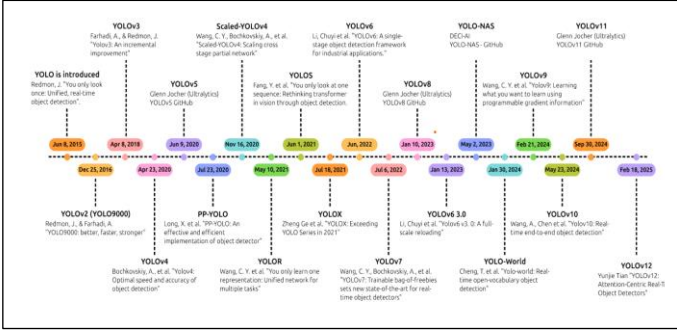 YOLOv3
Farhadi, A., & Redmon, J.
"Yolov3: An incremental
improvement"
Scaled-YOLOv4
Wang, C. Y., Bochkovskiy, A., et al.
"Scaled-YOLOv4: Scaling cross
stage partial network"
YOLOv6
Li, Chuyi et al. "YOLOv6: A single-
stage object detection framework
for industrial applications."
YOLO-NAS
DECI-AI
YOLO-NAS - GitHub
YOLOv11
Glenn Jocher (Ultralytics)
YOLOv11 GitHub
YOLO is introduced
Redmon, J. "You only look
once: Unified, real-time
object detection".
YOLOv5
Glenn Jocher (Ultralytics)
YOLOv5 GitHub
YOLOS
Fang, Y. et al. "You only look at one
sequence: Rethinking transformer
in vision through object detection.
YOLOv8
Glenn Jocher (Ultralytics)
YOLOv8 GitHub
YOLOv9
Wang, C. Y. et al. "Yolov9: Learning
what you want to learn using
programmable gradient information"
Jun 8, 2015
Apr 8, 2018
Jun 9, 2020
Nov 16, 2020
Jun 1, 2021
Jun, 2022
Jan 10, 2023
May 2, 2023
Feb 21, 2024
Sep 30, 2024
Dec 25, 2016
Apr 23, 2020
Jul 23, 2020
May 10, 2021
Jul 18, 2021
Jul 6, 2022
Jan 13, 2023
Jan 30, 2024
May 23, 2024
Feb 18, 2025
YOLOv2 (YOLO9000)
Redmon, J., & Farhadi, A.
"YOLO9000: better, faster, stronger"
PP-YOLO
Long, X. et al. "PP-YOLO: An
effective and efficient
implementation of object detector"
YOLOX
Zheng Ge et al. "YOLOX: Exceeding
YOLO Series in 2021"
YOLOv6 3.0
Li, Chuyi et al. "YOLOv6 v3. 0: A full-
scale reloading"
YOLOv10
Wang, A., Chen et al. "Yolov10: Real-
time end-to-end object detection"
YOLOv4
Bochkovskiy, A., et al. "Yolov4:
Optimal speed and accuracy of
object detection"
YOLOR
Wang, C. Y. et al. "You only learn one
representation: Unified network for
multiple tasks"
YOLOv7
Wang, C. Y., Bochkovskiy, A., et al.
"YOLOv7: Trainable bag-of-freebies
sets new state-of-the-art for real-
time object detectors"
YOLO-World
Cheng, T. et al. "Yolo-world: Real-
time open-vocabulary object
detection"
YOLOv12
Yunjie Tian "YOLOv12:
Attention-Centric Real-T
Object Detectors"